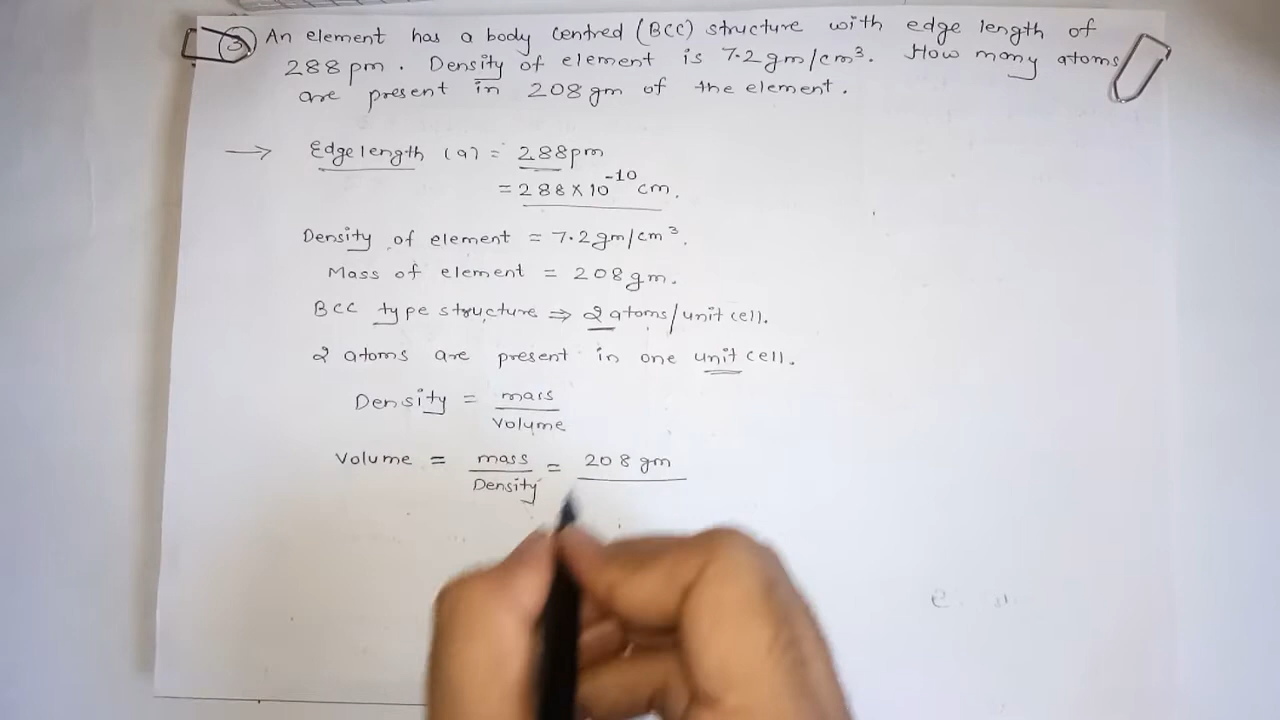 ③ An element has a body centred (BCC) structure with edge length of
288 pm. Density of element is 7.2 gm/cm³. How many atoms
are present in 208 gm of the element.
→ Edge length (a) = 288 pm
= 288 × 10⁻¹⁰ cm.
Density of element = 7.2 gm/cm³.
Mass of element = 208 gm.
BCC type structure ⇒ 2 atoms/unit cell.
2 atoms are present in one unit cell.
Density = mass / Volume
Volume = mass / Density = 208 gm